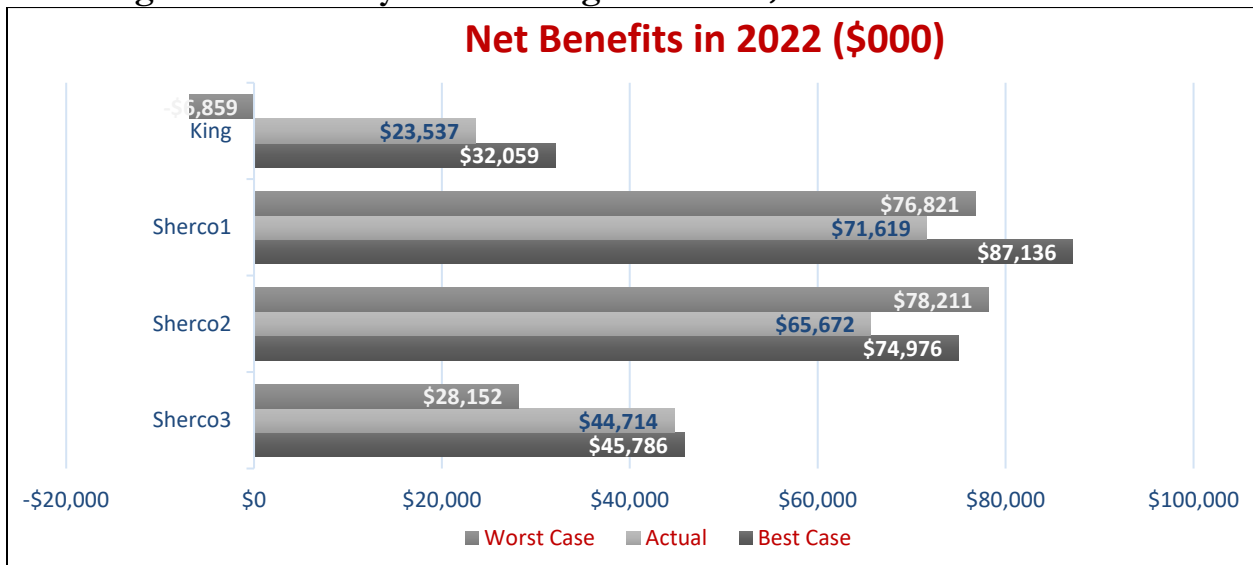 Net Benefits in 2022 ($000)
-$6,859
King
$23,537
$32,059
$76,821
Sherco1
$71,619
$87,136
$78,211
Sherco2
$65,672
$74,976
$28,152
Sherco3
$44,714
$45,786
-$20,000 $0 $20,000 $40,000 $60,000 $80,000 $100,000
Worst Case Actual Best Case